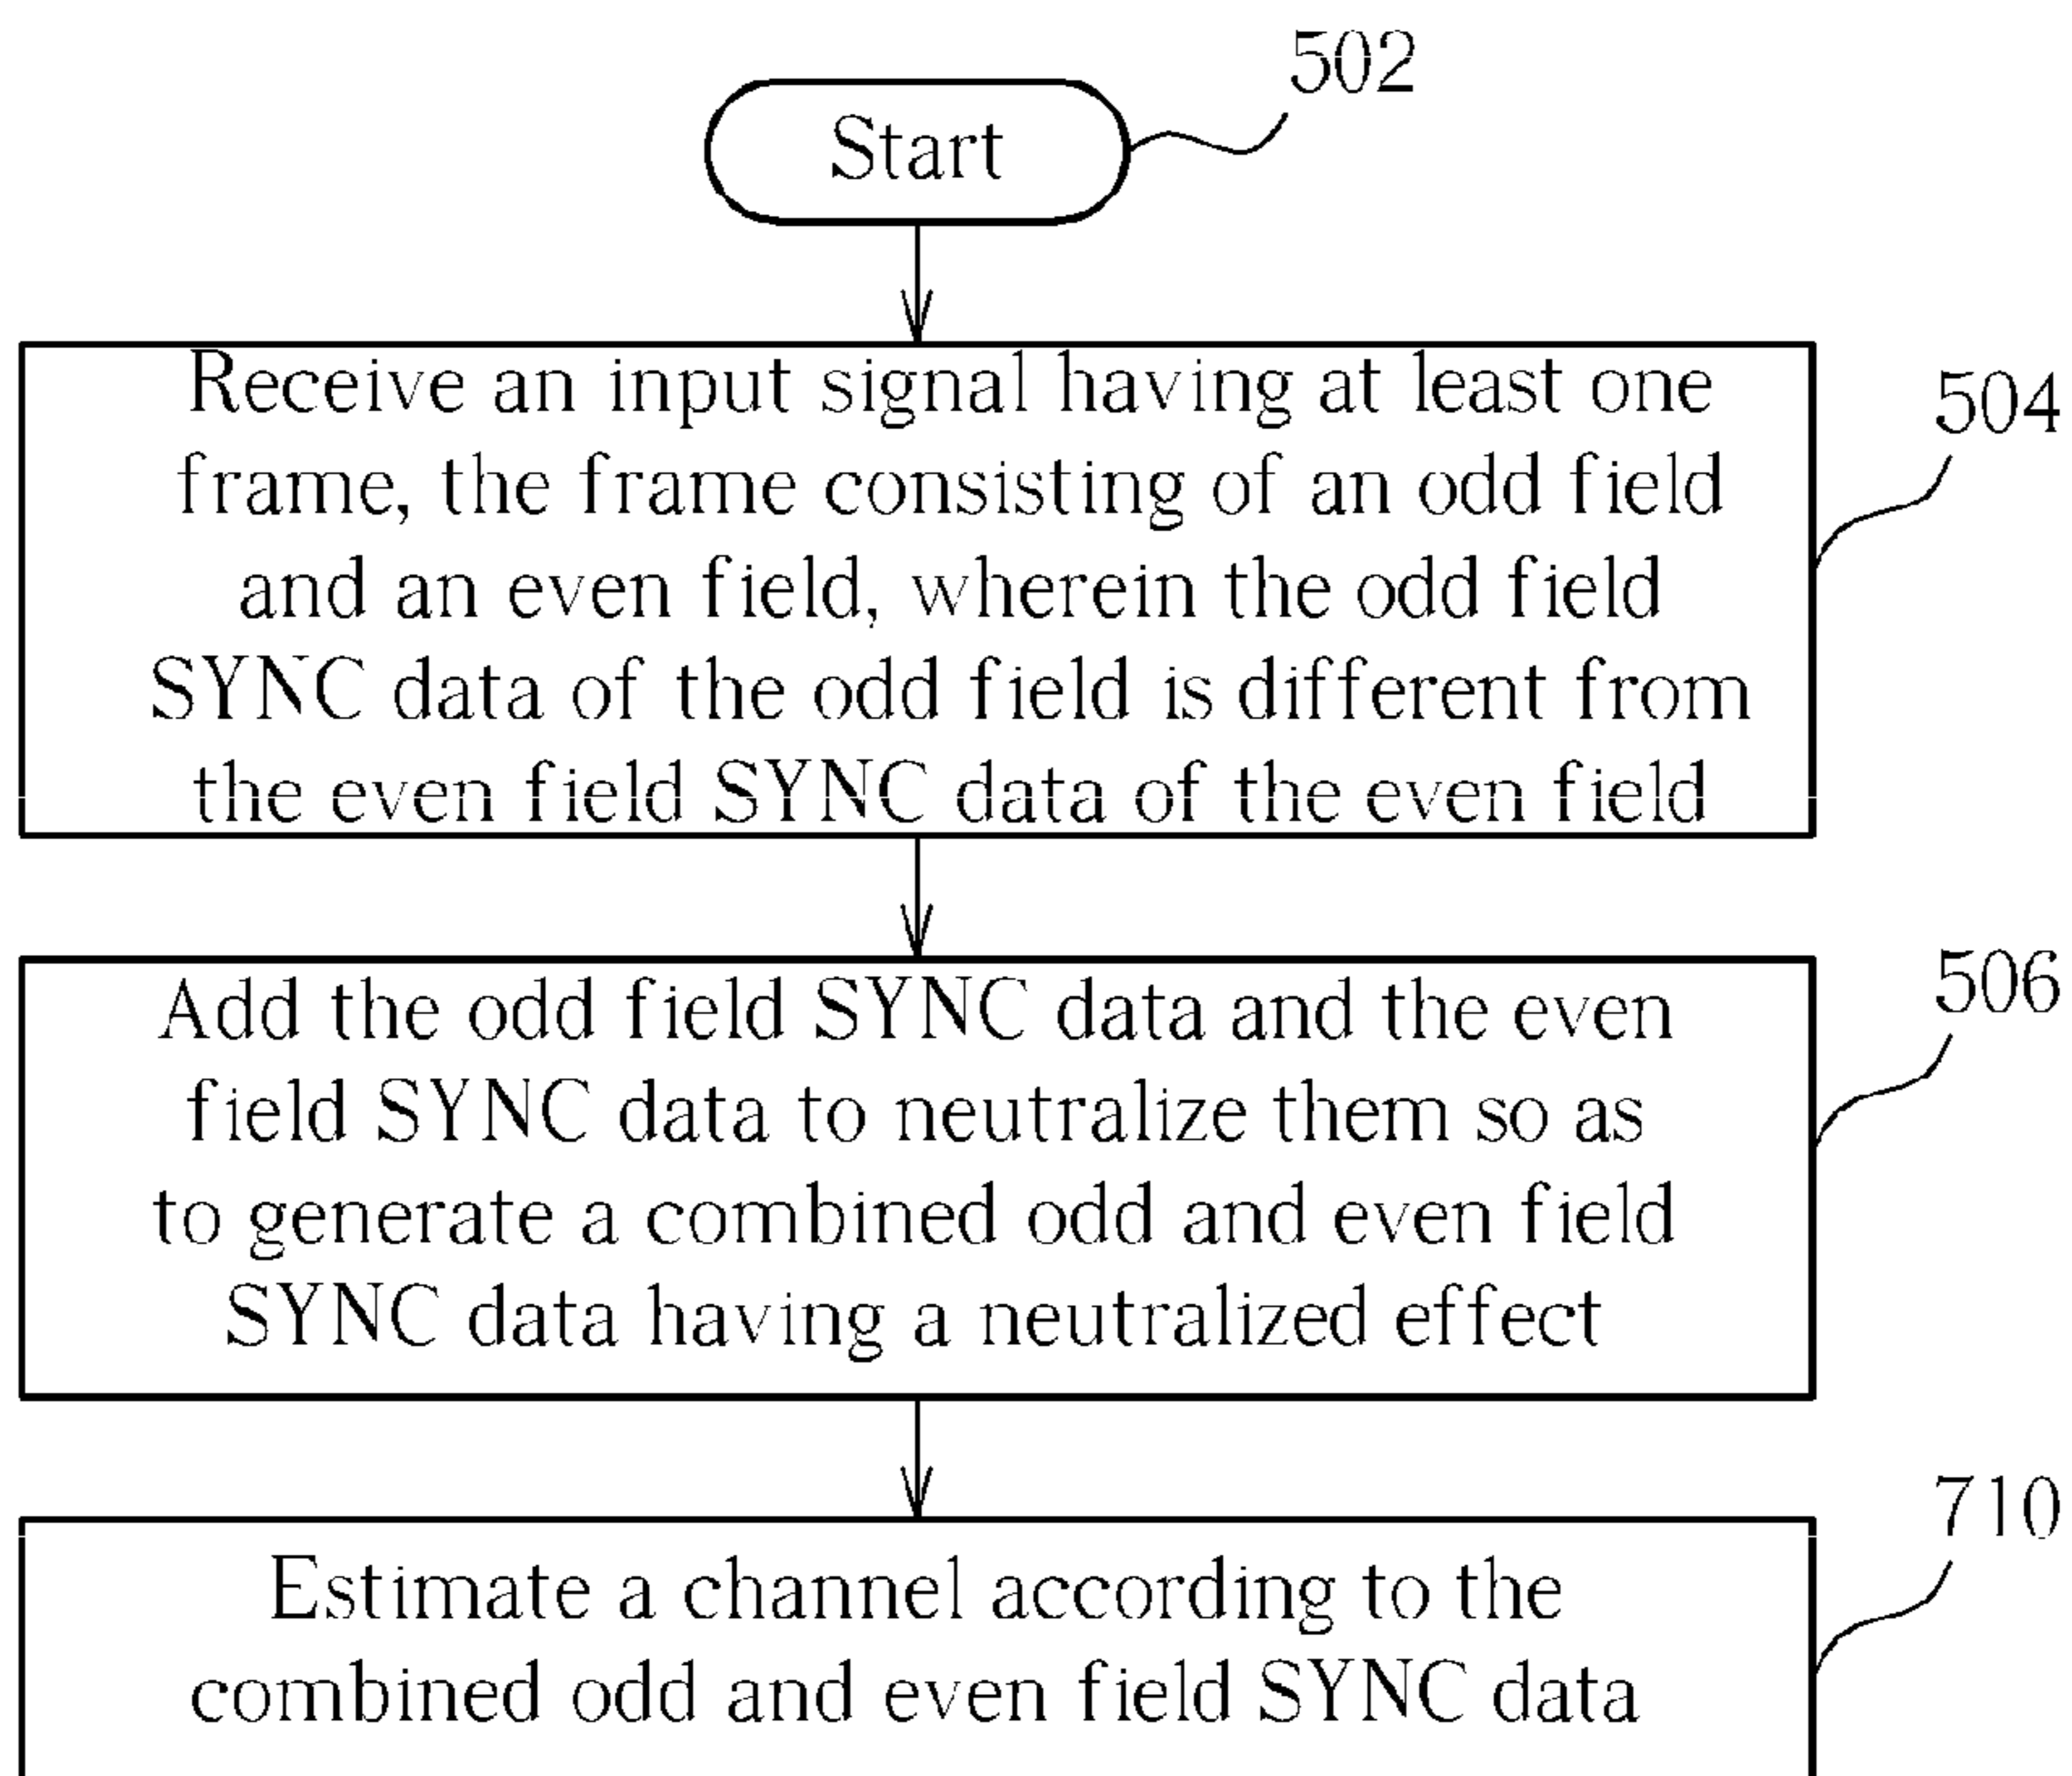 502
Start
504
Receive an input signal having at least one
frame, the frame consisting of an odd field
and an even field, wherein the odd field
SYNC data of the odd field is different from
the even field SYNC data of the even field
506
Add the odd field SYNC data and the even
field SYNC data to neutralize them so as
to generate a combined odd and even field
SYNC data having a neutralized effect
710
Estimate a channel according to the
combined odd and even field SYNC data